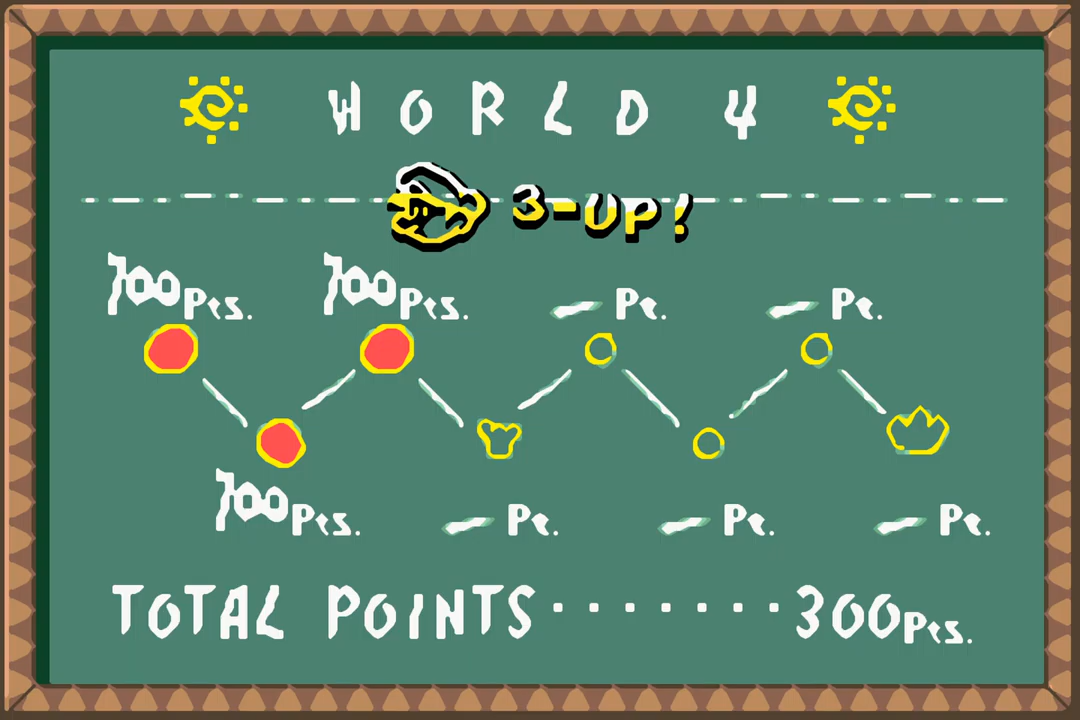 WORLD 4
3-UP!
100Pts. 100Pts. - Pt. - Pt.
100Pts. - Pt. - Pt. - Pt.
TOTAL POINTS·······300Pts.